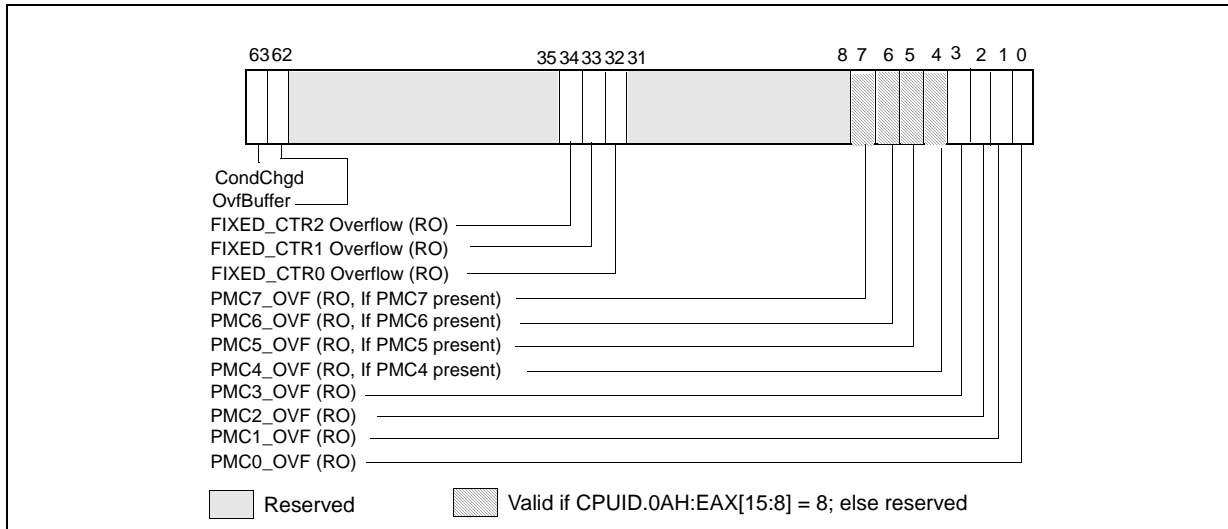 63 62 35 34 33 32 31 8 7 6 5 4 3 2 1 0
CondChgd
OvfBuffer
FIXED_CTR2 Overflow (RO)
FIXED_CTR1 Overflow (RO)
FIXED_CTR0 Overflow (RO)
PMC7_OVF (RO, If PMC7 present)
PMC6_OVF (RO, If PMC6 present)
PMC5_OVF (RO, If PMC5 present)
PMC4_OVF (RO, If PMC4 present)
PMC3_OVF (RO)
PMC2_OVF (RO)
PMC1_OVF (RO)
PMC0_OVF (RO)
Reserved
Valid if CPUID.0AH:EAX[15:8] = 8; else reserved